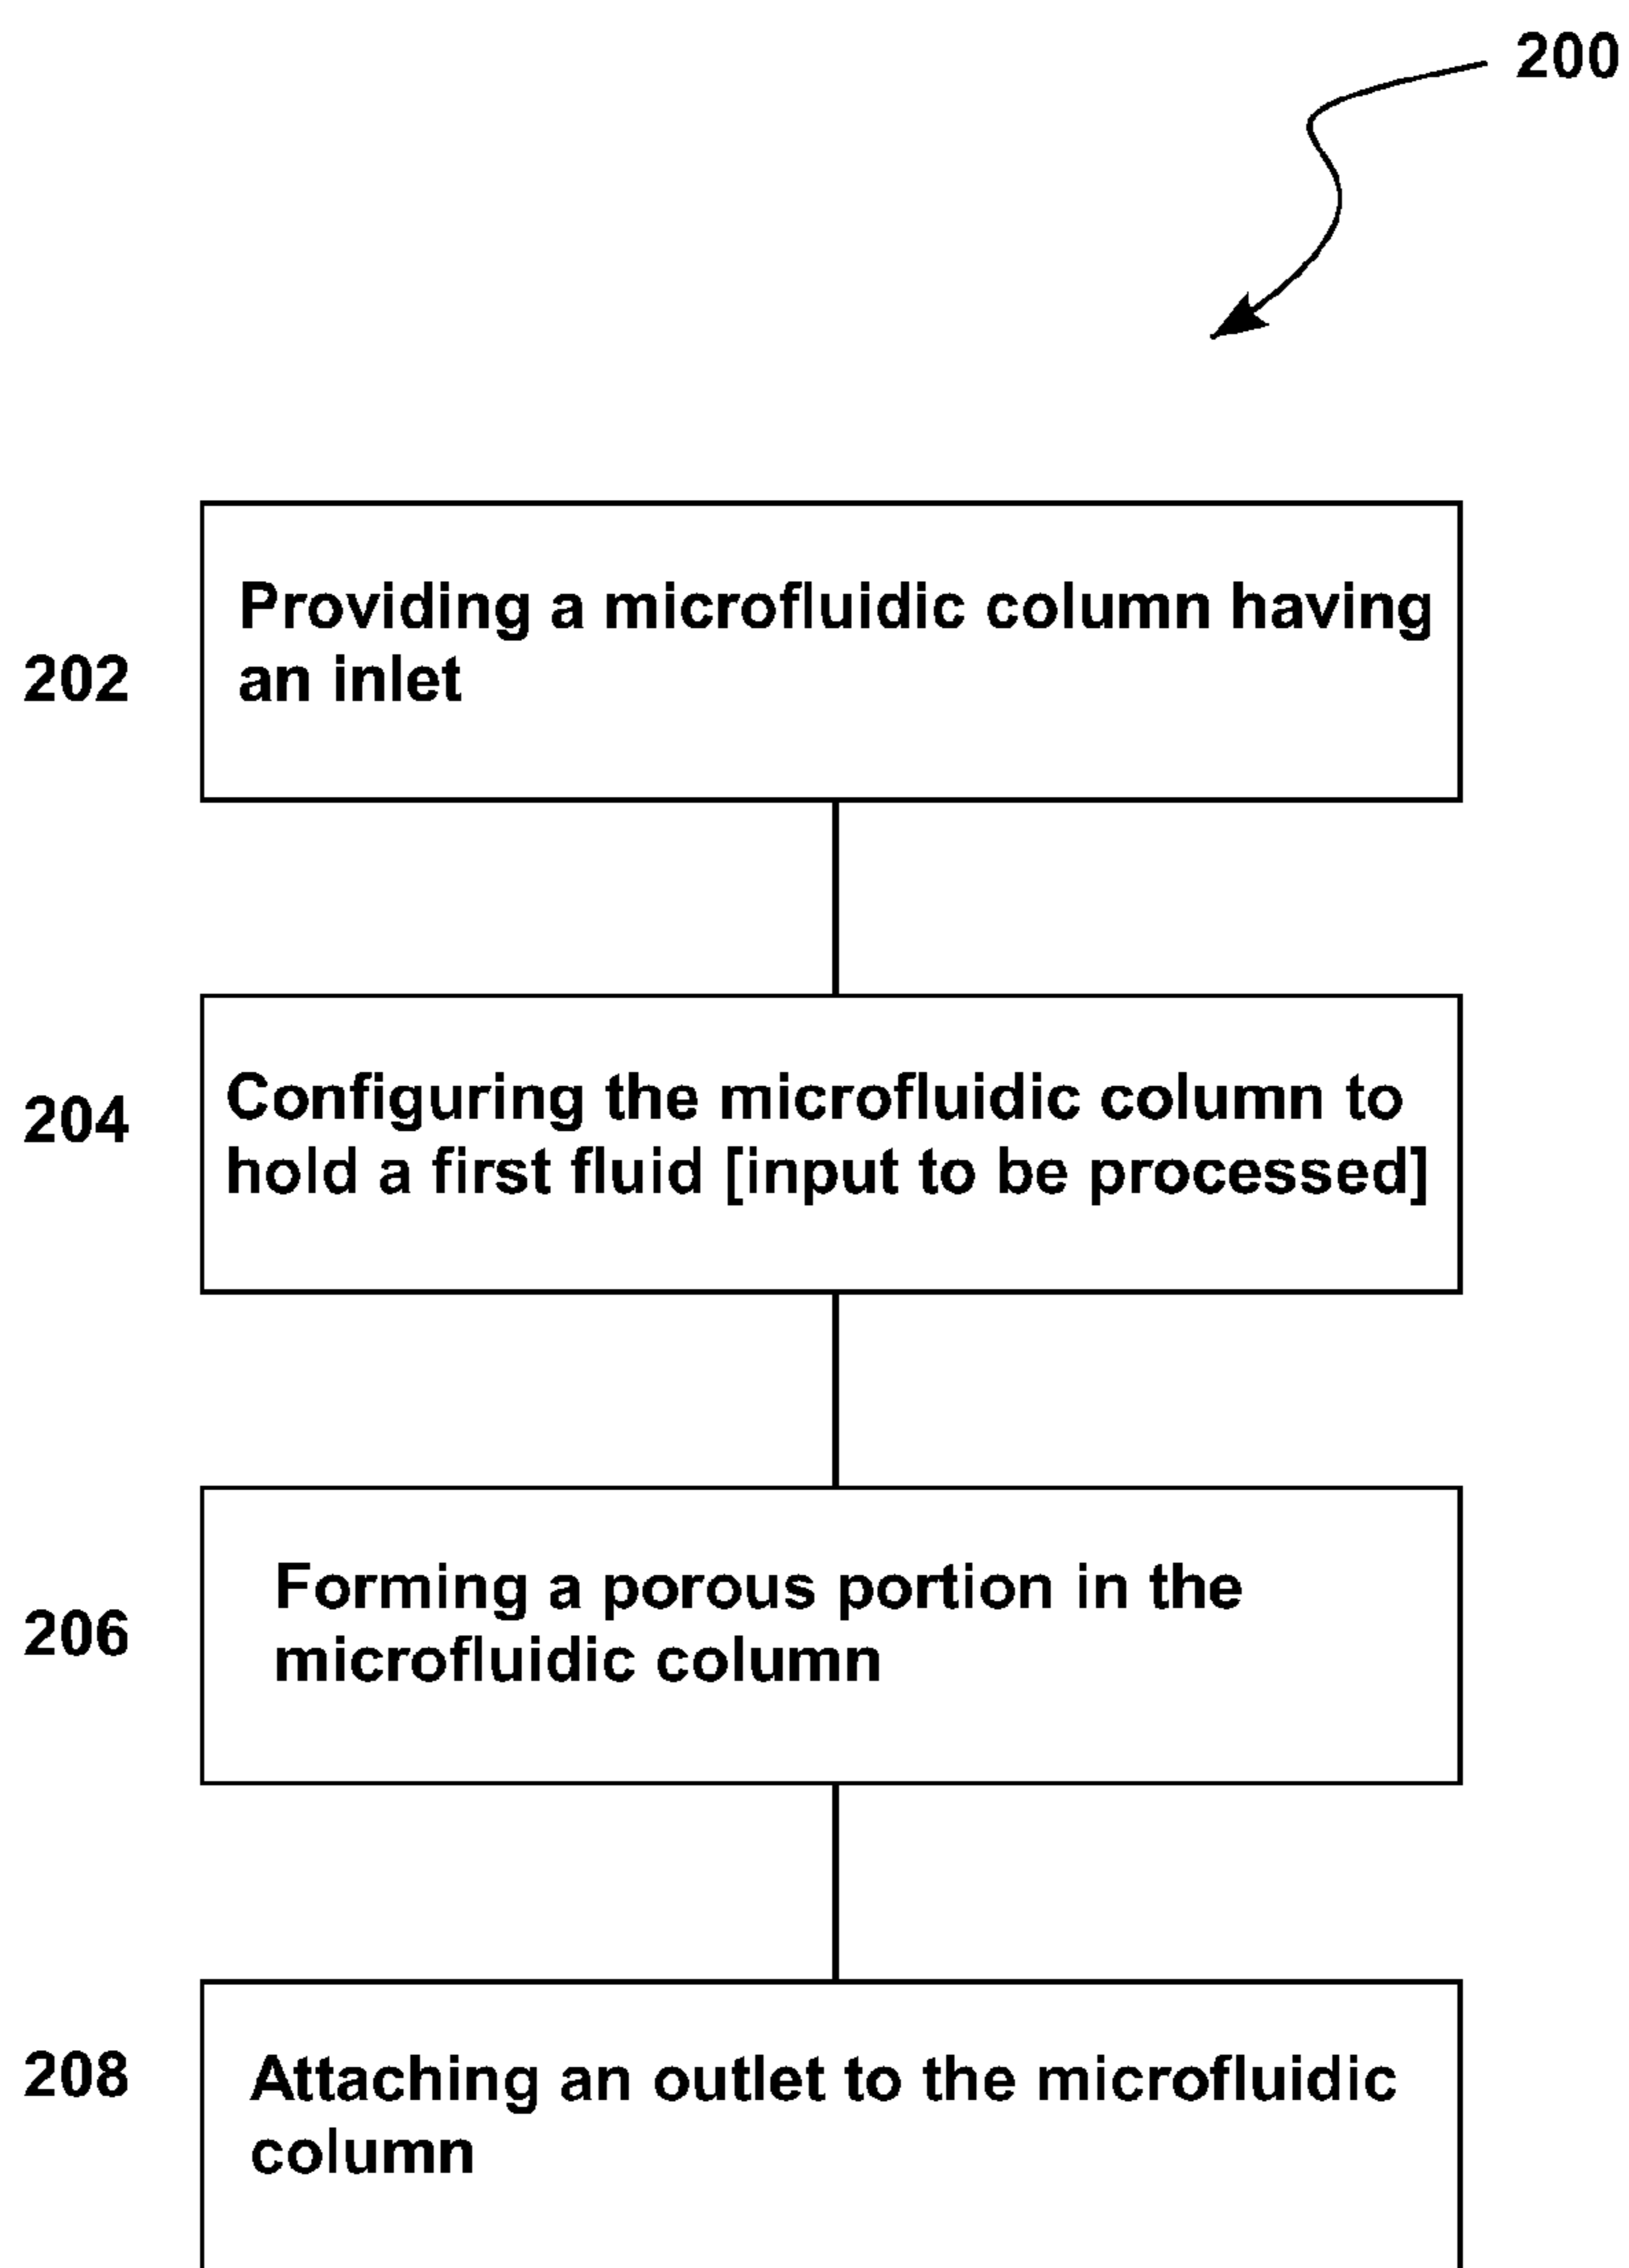 200
Providing a microfluidic column having
an inlet
202
Configuring the microfluidic column to
hold a first fluid [input to be processed]
204
Forming a porous portion in the
microfluidic column
206
Attaching an outlet to the microfluidic
column
208